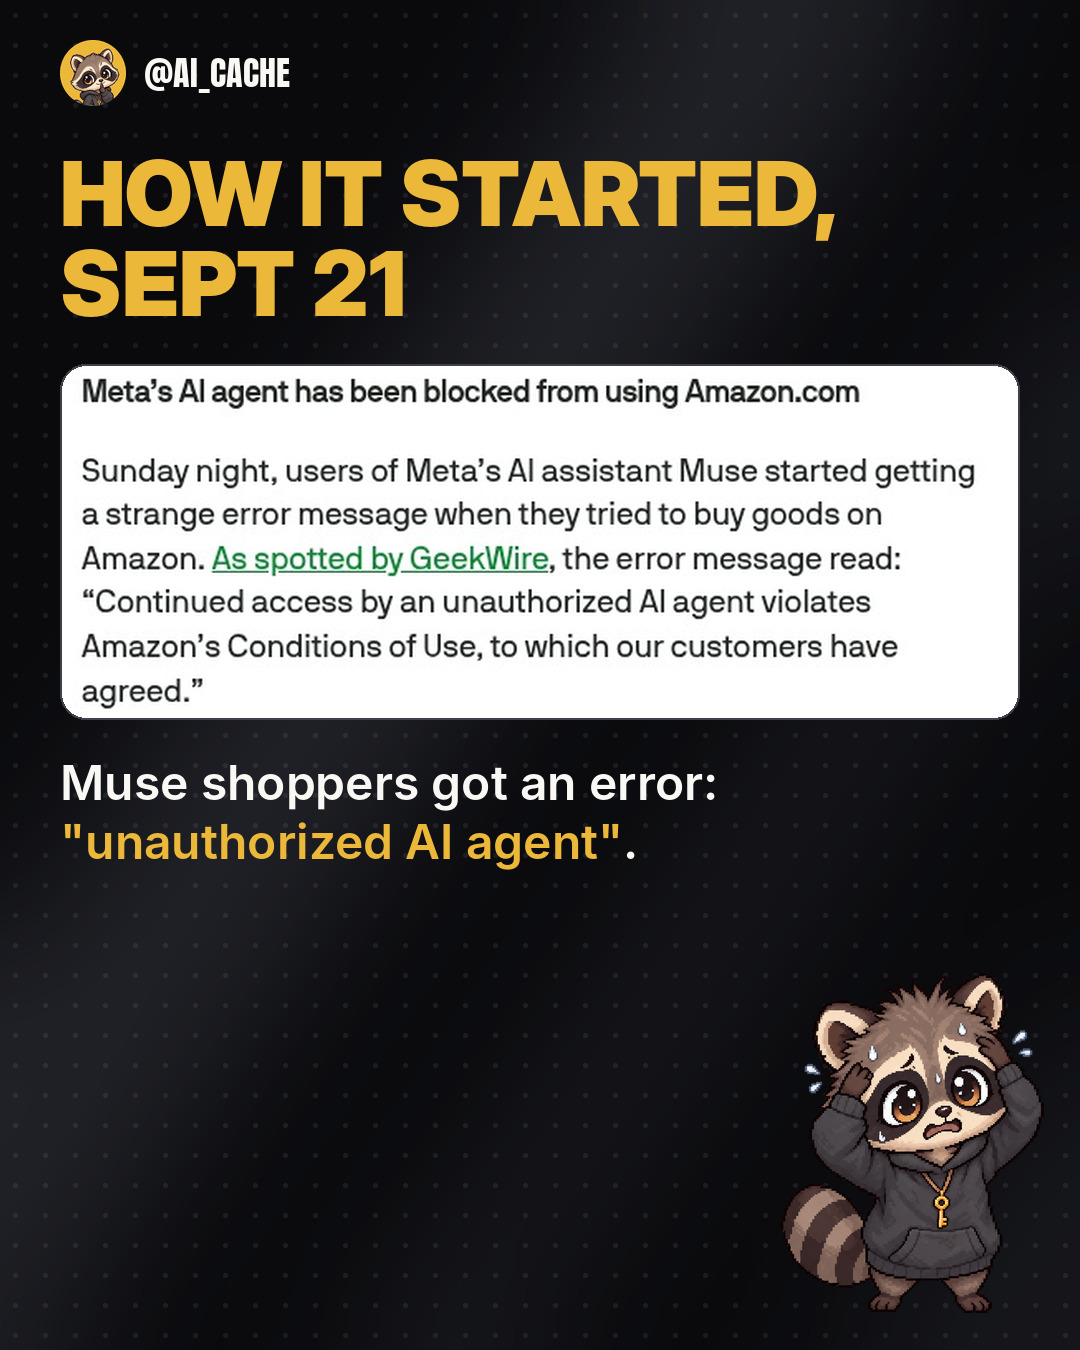 @AI_CACHE
HOW IT STARTED,
SEPT 21
Meta’s AI agent has been blocked from using Amazon.com
Sunday night, users of Meta’s AI assistant Muse started getting
a strange error message when they tried to buy goods on
Amazon. As spotted by GeekWire, the error message read:
“Continued access by an unauthorized AI agent violates
Amazon’s Conditions of Use, to which our customers have
agreed.”
Muse shoppers got an error:
"unauthorized AI agent".